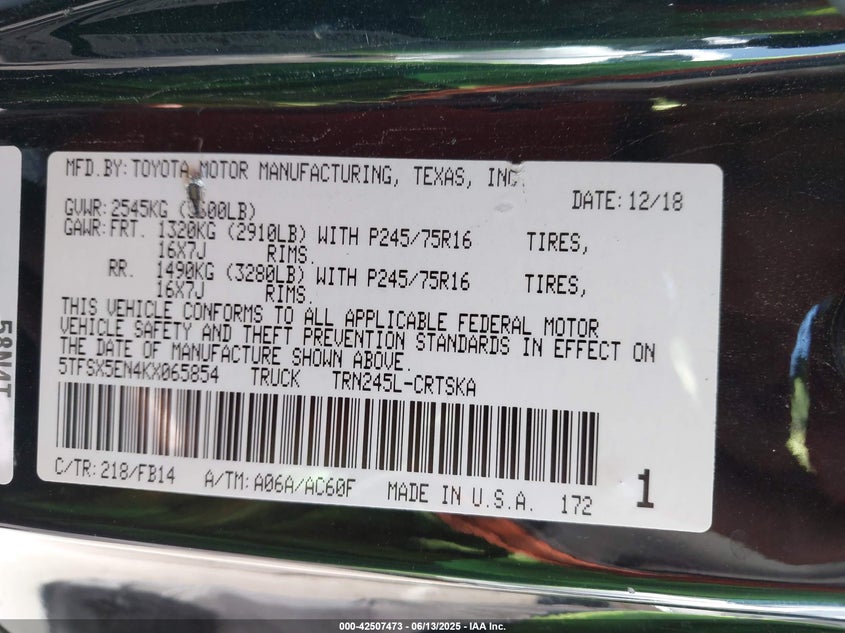 MFD.BY: TOYOTA MOTOR MANUFACTURING, TEXAS, INC.
DATE: 12/18
GVWR: 2545KG (5600LB)
GAWR: FRT. 1320KG (2910LB) WITH P245/75R16 TIRES,
16X7J RIMS.
RR. 1490KG (3280LB) WITH P245/75R16 TIRES,
16X7J RIMS.
THIS VEHICLE CONFORMS TO ALL APPLICABLE FEDERAL MOTOR
VEHICLE SAFETY AND THEFT PREVENTION STANDARDS IN EFFECT ON
THE DATE OF MANUFACTURE SHOWN ABOVE.
5TFSX5EN4KX065854 TRUCK TRN245L-CRTSKA
C/TR: 218/FB14 A/TM: A06A/AC60F MADE IN U.S.A. 172 1
000-42507473 - 06/13/2025 - IAA Inc.